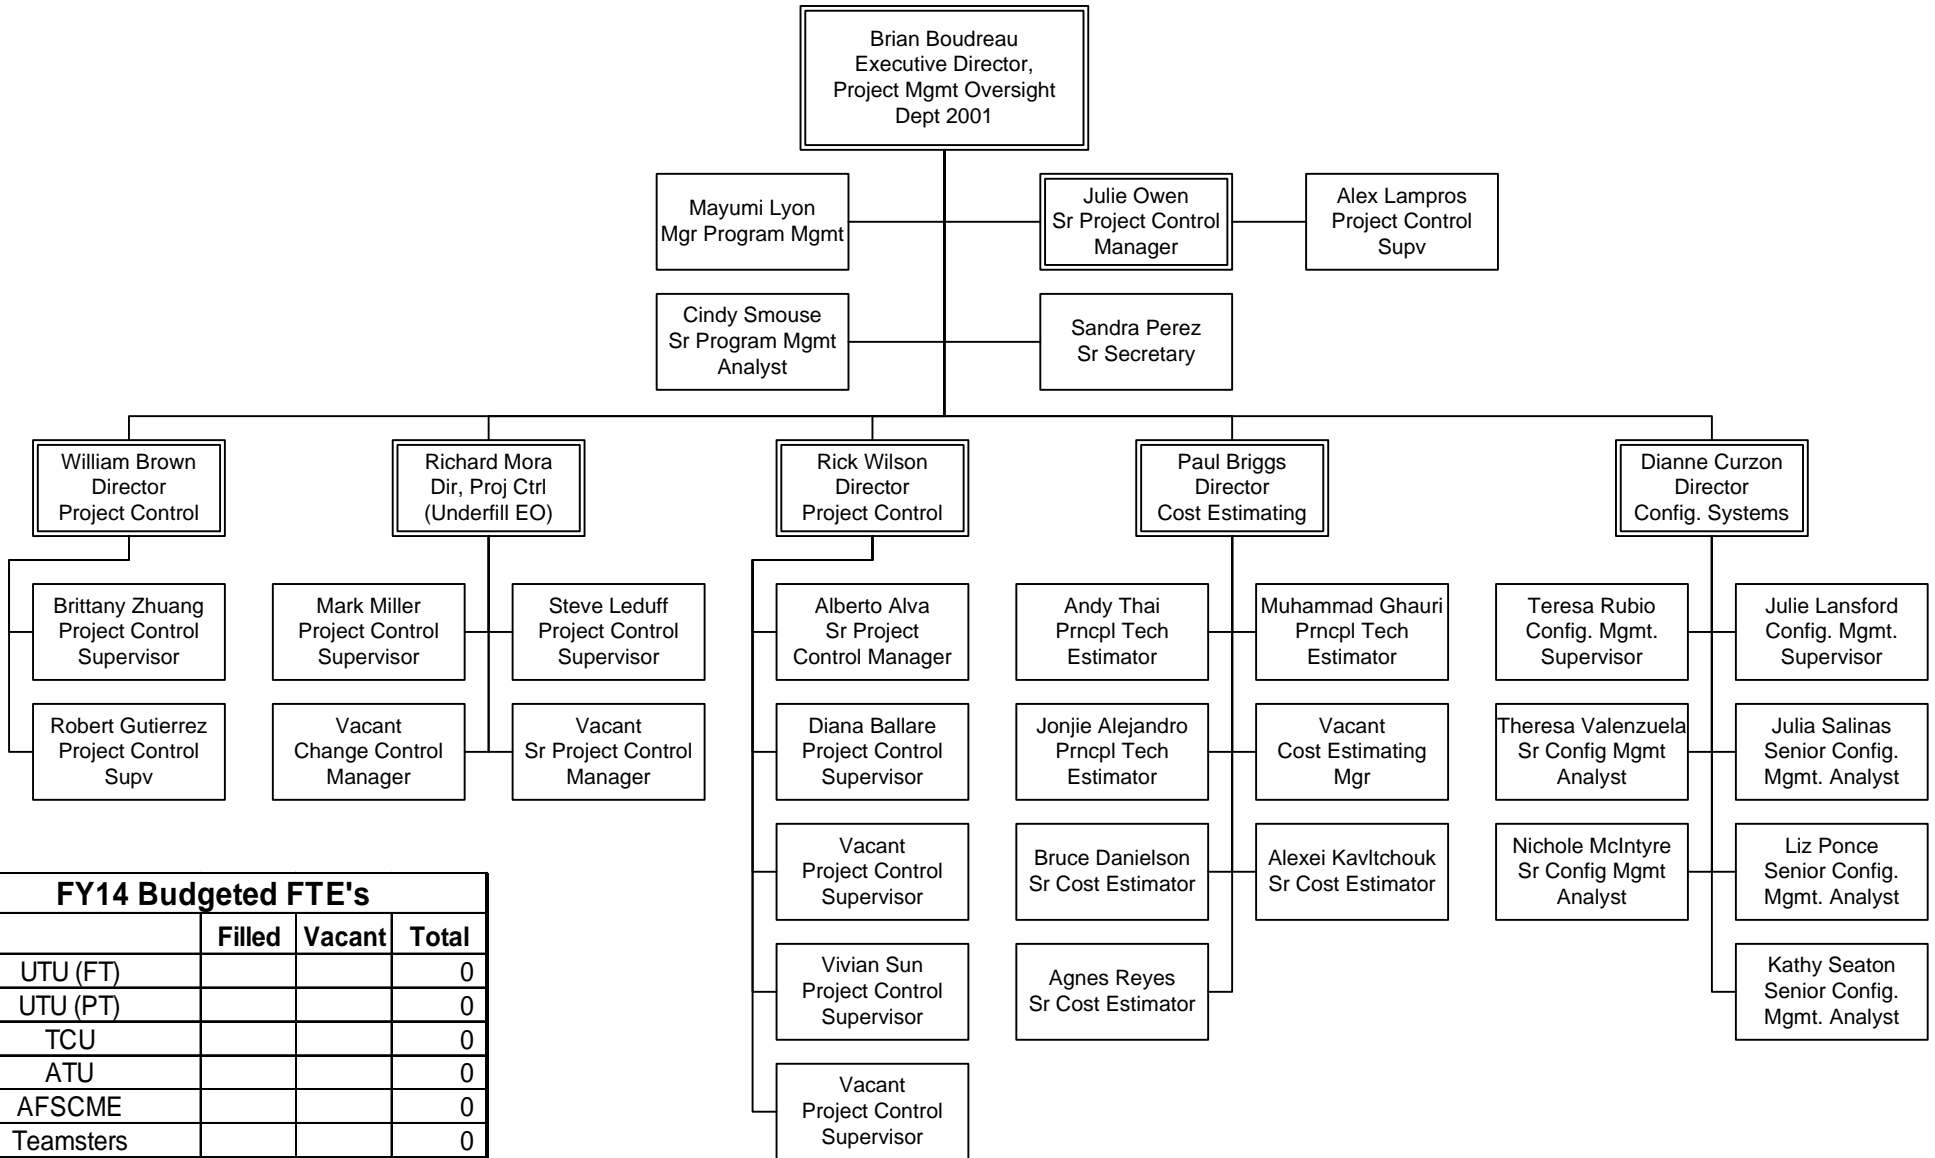 Brian Boudreau
Executive Director,
Project Mgmt Oversight
Dept 2001
Mayumi Lyon
Mgr Program Mgmt
Julie Owen
Sr Project Control
Manager
Alex Lampros
Project Control
Supv
Cindy Smouse
Sr Program Mgmt
Analyst
Sandra Perez
Sr Secretary
William Brown
Director
Project Control
Richard Mora
Dir, Proj Ctrl
(Underfill EO)
Rick Wilson
Director
Project Control
Paul Briggs
Director
Cost Estimating
Dianne Curzon
Director
Config. Systems
Brittany Zhuang
Project Control
Supervisor
Robert Gutierrez
Project Control
Supv
Mark Miller
Project Control
Supervisor
Steve Leduff
Project Control
Supervisor
Vacant
Change Control
Manager
Vacant
Sr Project Control
Manager
Alberto Alva
Sr Project
Control Manager
Diana Ballare
Project Control
Supervisor
Vacant
Project Control
Supervisor
Vivian Sun
Project Control
Supervisor
Vacant
Project Control
Supervisor
Andy Thai
Prncpl Tech
Estimator
Muhammad Ghauri
Prncpl Tech
Estimator
Jonjie Alejandro
Prncpl Tech
Estimator
Vacant
Cost Estimating
Mgr
Bruce Danielson
Sr Cost Estimator
Alexei Kavltchouk
Sr Cost Estimator
Agnes Reyes
Sr Cost Estimator
Teresa Rubio
Config. Mgmt.
Supervisor
Julie Lansford
Config. Mgmt.
Supervisor
Theresa Valenzuela
Sr Config Mgmt
Analyst
Julia Salinas
Senior Config.
Mgmt. Analyst
Nichole McIntyre
Sr Config Mgmt
Analyst
Liz Ponce
Senior Config.
Mgmt. Analyst
Kathy Seaton
Senior Config.
Mgmt. Analyst
FY14 Budgeted FTE's
Filled Vacant Total
UTU (FT) 0
UTU (PT) 0
TCU 0
ATU 0
AFSCME 0
Teamsters 0